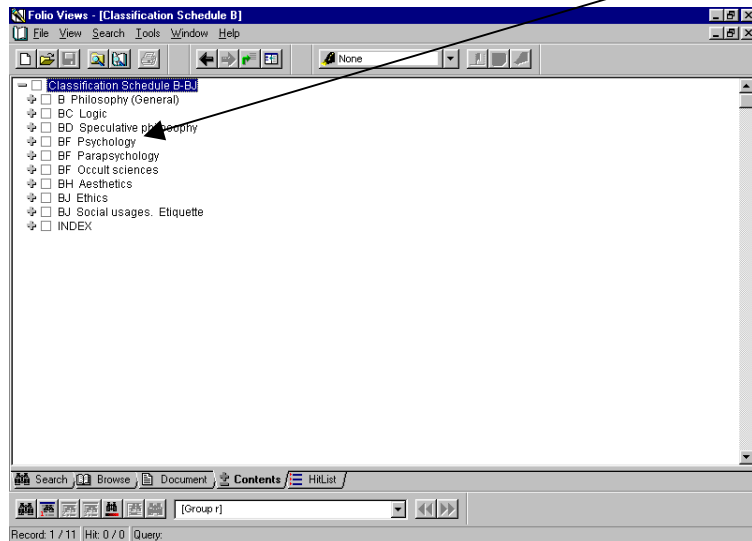 Folio Views - [Classification Schedule B]
File View Search Tools Window Help
None
Classification Schedule B-BJ
B Philosophy (General)
BC Logic
BD Speculative philosophy
BF Psychology
BF Parapsychology
BF Occult sciences
BH Aesthetics
BJ Ethics
BJ Social usages. Etiquette
INDEX
Search Browse Document Contents HitList
[Group r]
Record: 1 / 11 Hit: 0 / 0 Query: